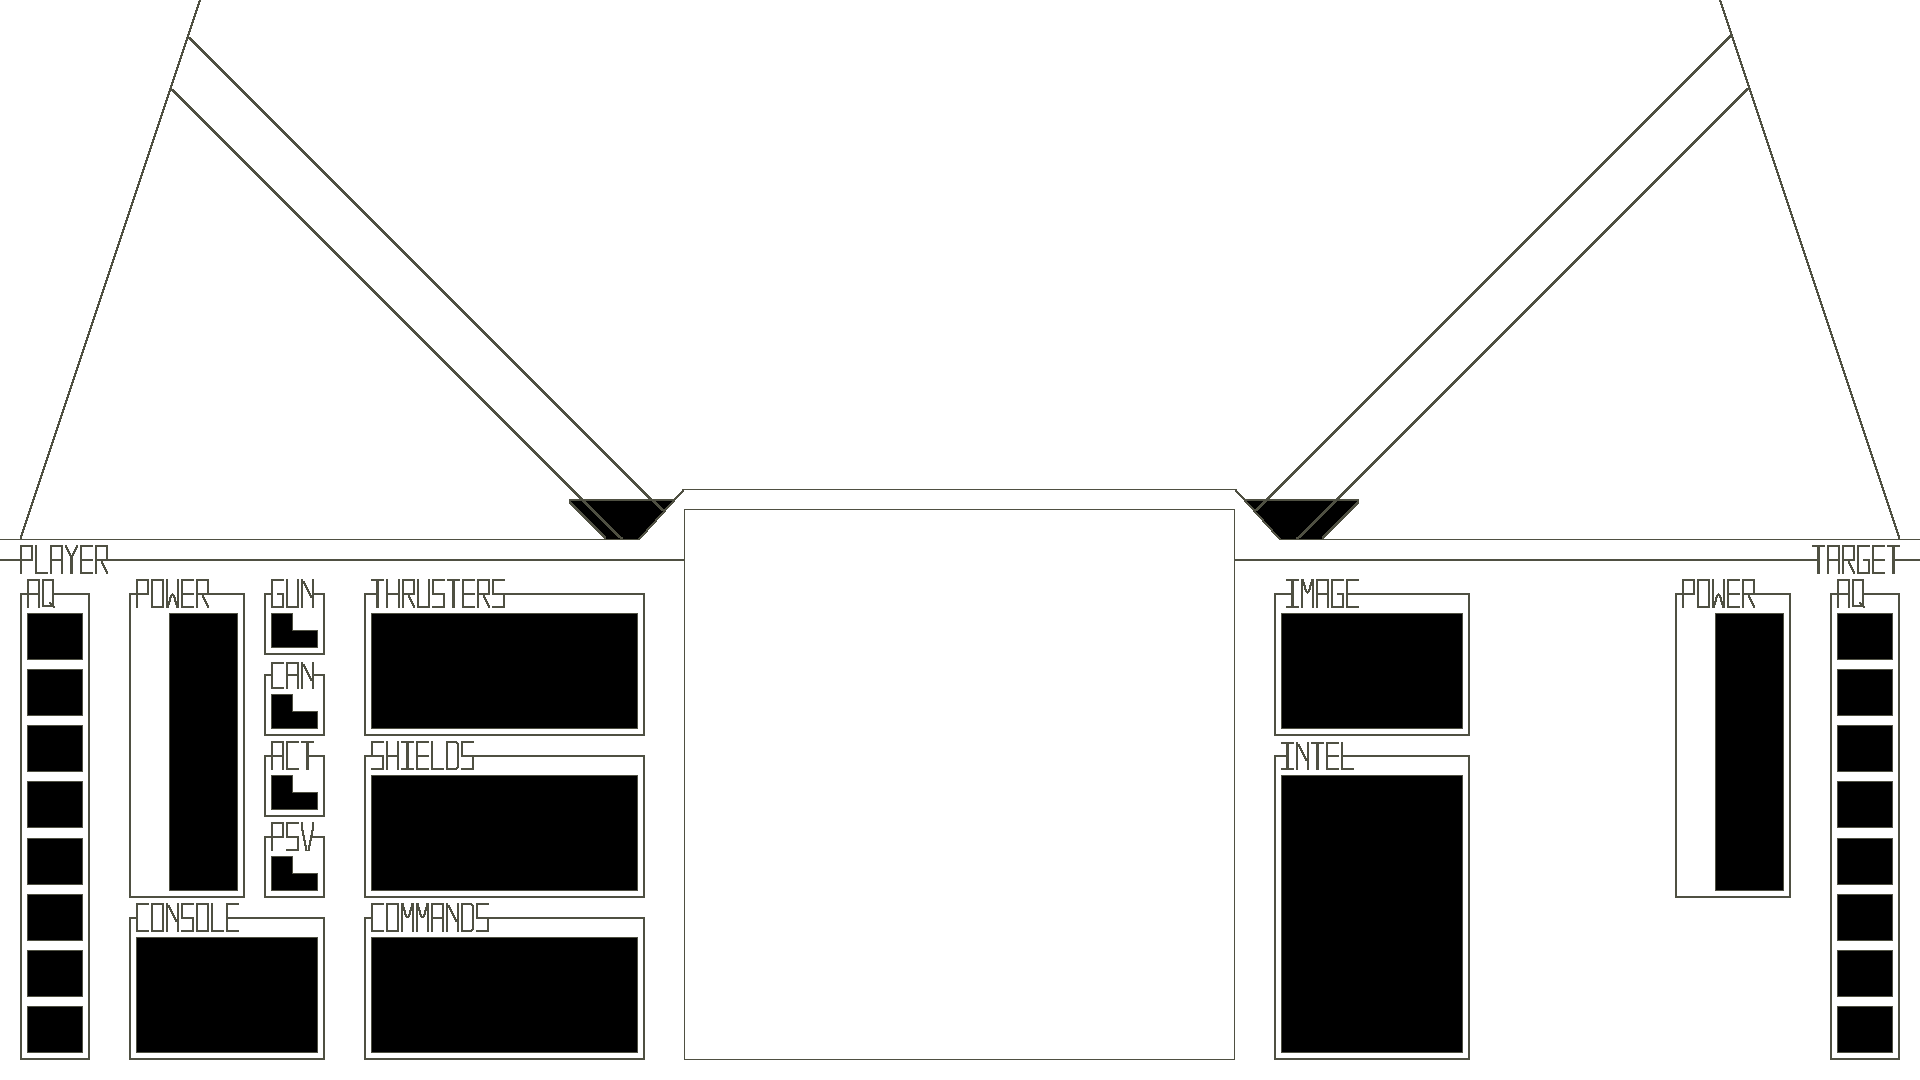 PLAYER
TARGET
AQ
POWER
GUN
THRUSTERS
IMAGE
POWER
AQ
CAN
ACT
SHIELDS
INTEL
PSV
CONSOLE
COMMANDS